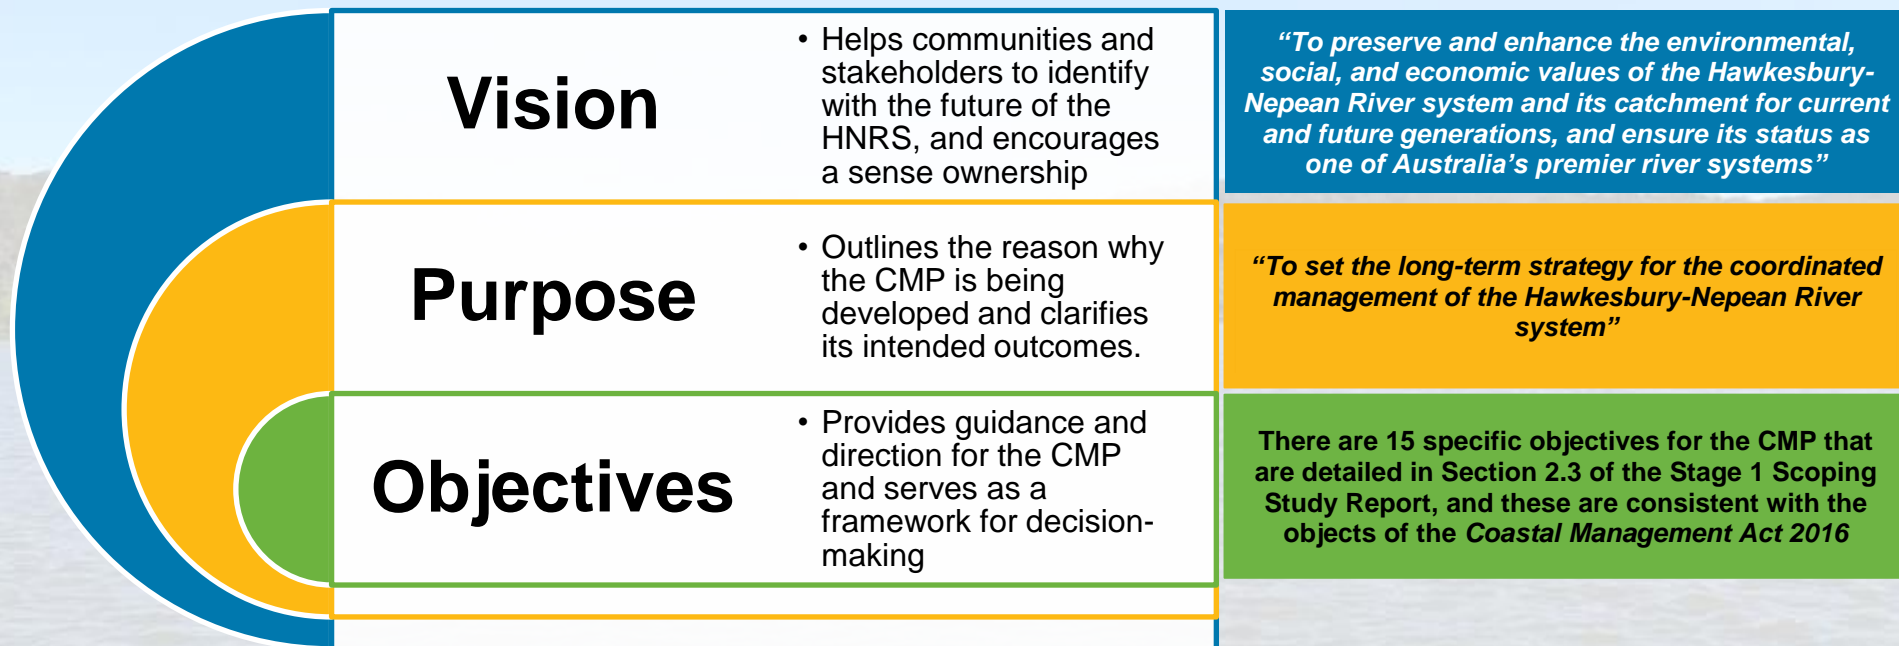 Vision
• Helps communities and
stakeholders to identify
with the future of the
HNRS, and encourages
a sense ownership
“To preserve and enhance the environmental,
social, and economic values of the Hawkesbury-
Nepean River system and its catchment for current
and future generations, and ensure its status as
one of Australia’s premier river systems”
Purpose
• Outlines the reason why
the CMP is being
developed and clarifies
its intended outcomes.
“To set the long-term strategy for the coordinated
management of the Hawkesbury-Nepean River
system”
Objectives
• Provides guidance and
direction for the CMP
and serves as a
framework for decision-
making
There are 15 specific objectives for the CMP that
are detailed in Section 2.3 of the Stage 1 Scoping
Study Report, and these are consistent with the
objects of the Coastal Management Act 2016